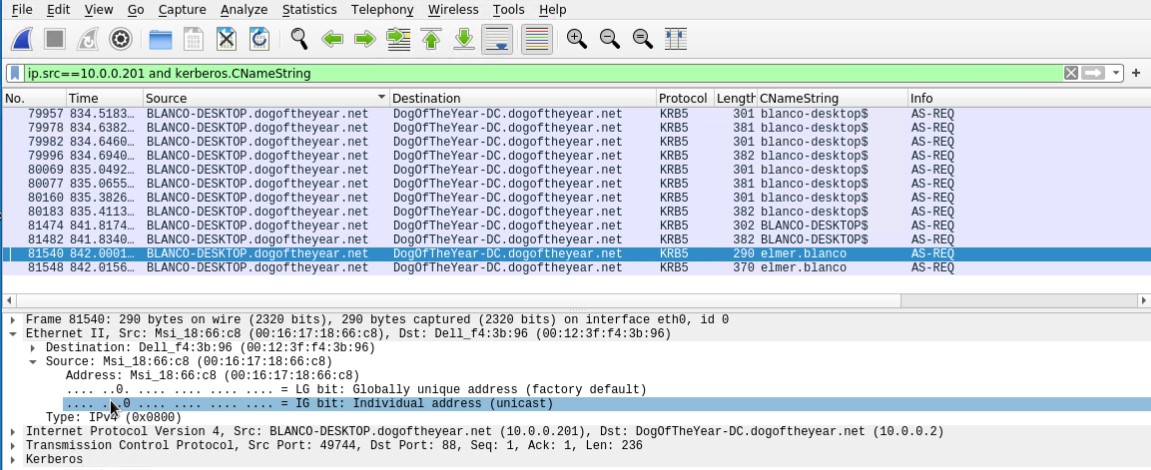 File Edit View Go Capture Analyze Statistics Telephony Wireless Tools Help
ip.src==10.0.0.201 and kerberos.CNameString
No. Time Source Destination Protocol Length CNameString Info
79957 834.5183… BLANCO-DESKTOP.dogoftheyear.net DogOfTheYear-DC.dogoftheyear.net KRB5 301 blanco-desktop$ AS-REQ
79978 834.6382… BLANCO-DESKTOP.dogoftheyear.net DogOfTheYear-DC.dogoftheyear.net KRB5 381 blanco-desktop$ AS-REQ
79982 834.6460… BLANCO-DESKTOP.dogoftheyear.net DogOfTheYear-DC.dogoftheyear.net KRB5 301 blanco-desktop$ AS-REQ
79996 834.6940… BLANCO-DESKTOP.dogoftheyear.net DogOfTheYear-DC.dogoftheyear.net KRB5 382 blanco-desktop$ AS-REQ
80069 835.0492… BLANCO-DESKTOP.dogoftheyear.net DogOfTheYear-DC.dogoftheyear.net KRB5 301 blanco-desktop$ AS-REQ
80077 835.0655… BLANCO-DESKTOP.dogoftheyear.net DogOfTheYear-DC.dogoftheyear.net KRB5 381 blanco-desktop$ AS-REQ
80160 835.3826… BLANCO-DESKTOP.dogoftheyear.net DogOfTheYear-DC.dogoftheyear.net KRB5 301 blanco-desktop$ AS-REQ
80183 835.4113… BLANCO-DESKTOP.dogoftheyear.net DogOfTheYear-DC.dogoftheyear.net KRB5 382 blanco-desktop$ AS-REQ
81474 841.8174… BLANCO-DESKTOP.dogoftheyear.net DogOfTheYear-DC.dogoftheyear.net KRB5 302 BLANCO-DESKTOP$ AS-REQ
81482 841.8340… BLANCO-DESKTOP.dogoftheyear.net DogOfTheYear-DC.dogoftheyear.net KRB5 382 BLANCO-DESKTOP$ AS-REQ
81540 842.0001… BLANCO-DESKTOP.dogoftheyear.net DogOfTheYear-DC.dogoftheyear.net KRB5 290 elmer.blanco AS-REQ
81548 842.0156… BLANCO-DESKTOP.dogoftheyear.net DogOfTheYear-DC.dogoftheyear.net KRB5 370 elmer.blanco AS-REQ
Frame 81540: 290 bytes on wire (2320 bits), 290 bytes captured (2320 bits) on interface eth0, id 0
Ethernet II, Src: Msi_18:66:c8 (00:16:17:18:66:c8), Dst: Dell_f4:3b:96 (00:12:3f:f4:3b:96)
Destination: Dell_f4:3b:96 (00:12:3f:f4:3b:96)
Source: Msi_18:66:c8 (00:16:17:18:66:c8)
Address: Msi_18:66:c8 (00:16:17:18:66:c8)
.... ..0. .... .... .... .... = LG bit: Globally unique address (factory default)
.... ...0 .... .... .... .... = IG bit: Individual address (unicast)
Type: IPv4 (0x0800)
Internet Protocol Version 4, Src: BLANCO-DESKTOP.dogoftheyear.net (10.0.0.201), Dst: DogOfTheYear-DC.dogoftheyear.net (10.0.0.2)
Transmission Control Protocol, Src Port: 49744, Dst Port: 88, Seq: 1, Ack: 1, Len: 236
Kerberos